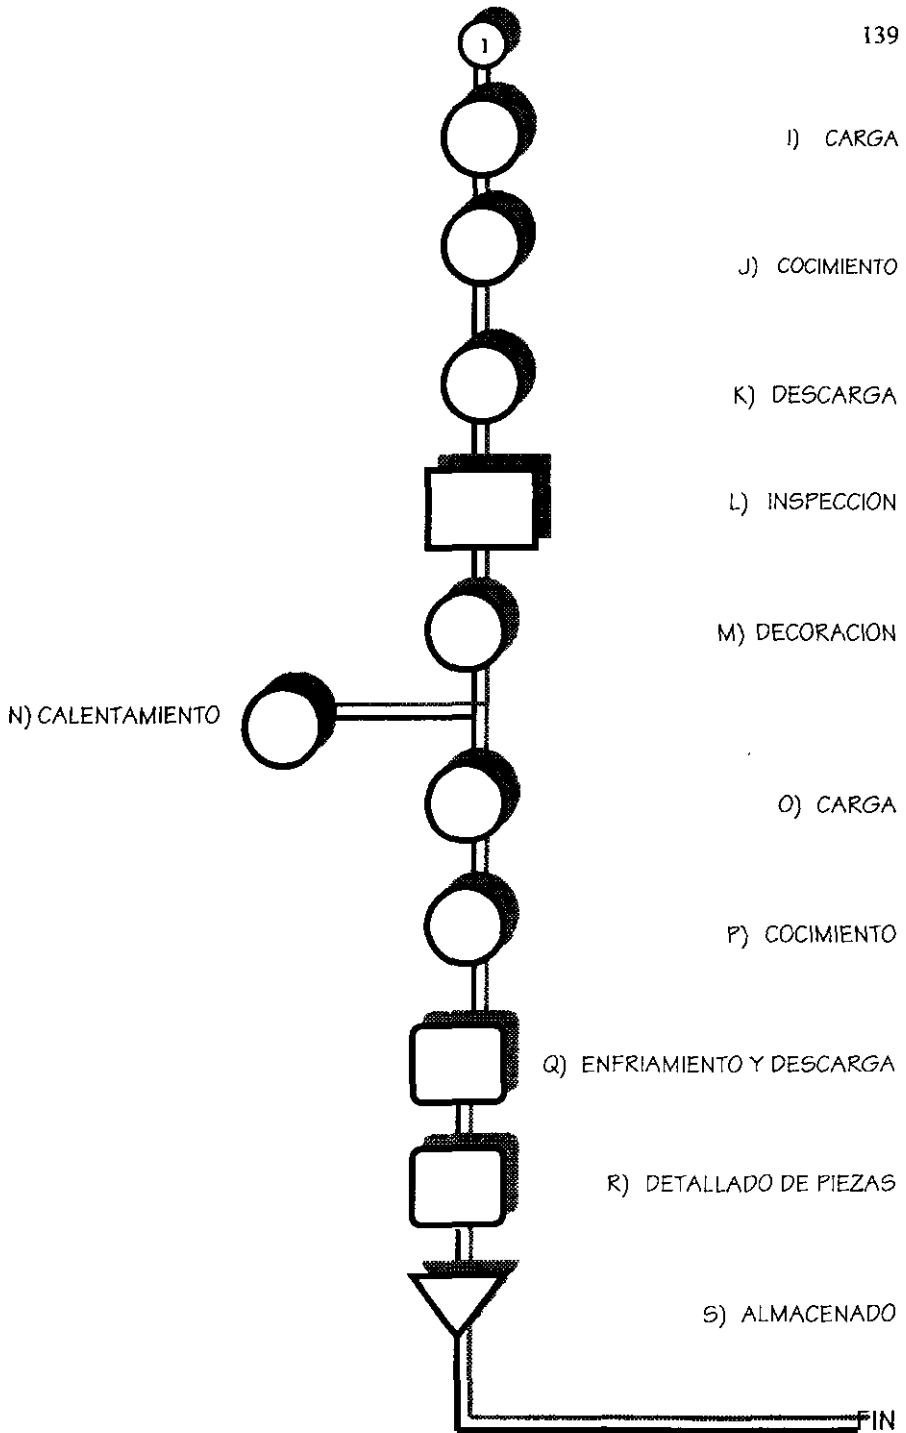 139
1
I) CARGA
J) COCIMIENTO
K) DESCARGA
L) INSPECCION
M) DECORACION
N) CALENTAMIENTO
O) CARGA
P) COCIMIENTO
Q) ENFRIAMIENTO Y DESCARGA
R) DETALLADO DE PIEZAS
S) ALMACENADO
FIN